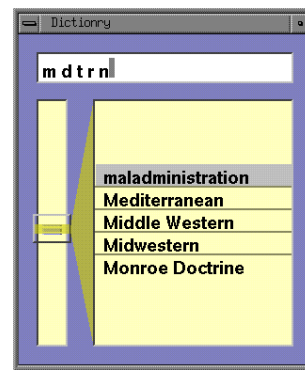 Dictionry
m d t r n
maladministration
Mediterranean
Middle Western
Midwestern
Monroe Doctrine